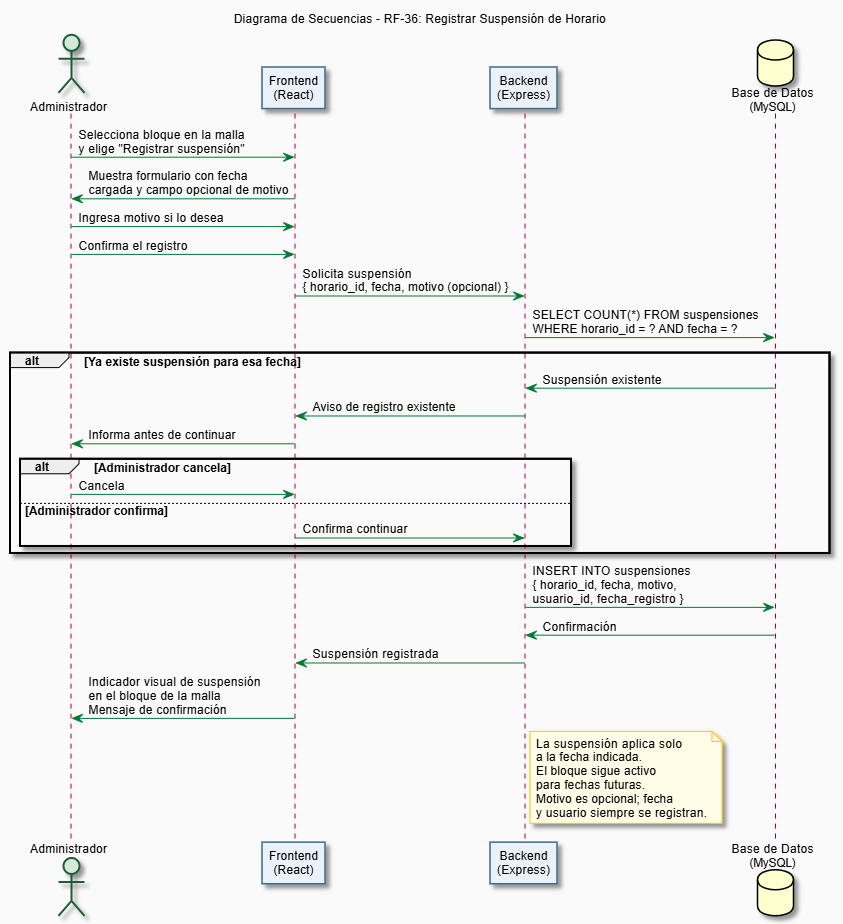 Diagrama de Secuencias - RF-36: Registrar Suspensión de Horario
Administrador
Frontend
(React)
Backend
(Express)
Base de Datos
(MySQL)
Selecciona bloque en la malla
y elige "Registrar suspensión"
Muestra formulario con fecha
cargada y campo opcional de motivo
Ingresa motivo si lo desea
Confirma el registro
Solicita suspensión
{ horario_id, fecha, motivo (opcional) }
SELECT COUNT(*) FROM suspensiones
WHERE horario_id = ? AND fecha = ?
alt
[Ya existe suspensión para esa fecha]
Suspensión existente
Aviso de registro existente
Informa antes de continuar
alt
[Administrador cancela]
Cancela
[Administrador confirma]
Confirma continuar
INSERT INTO suspensiones
{ horario_id, fecha, motivo,
usuario_id, fecha_registro }
Confirmación
Suspensión registrada
Indicador visual de suspensión
en el bloque de la malla
Mensaje de confirmación
La suspensión aplica solo
a la fecha indicada.
El bloque sigue activo
para fechas futuras.
Motivo es opcional; fecha
y usuario siempre se registran.
Administrador
Frontend
(React)
Backend
(Express)
Base de Datos
(MySQL)